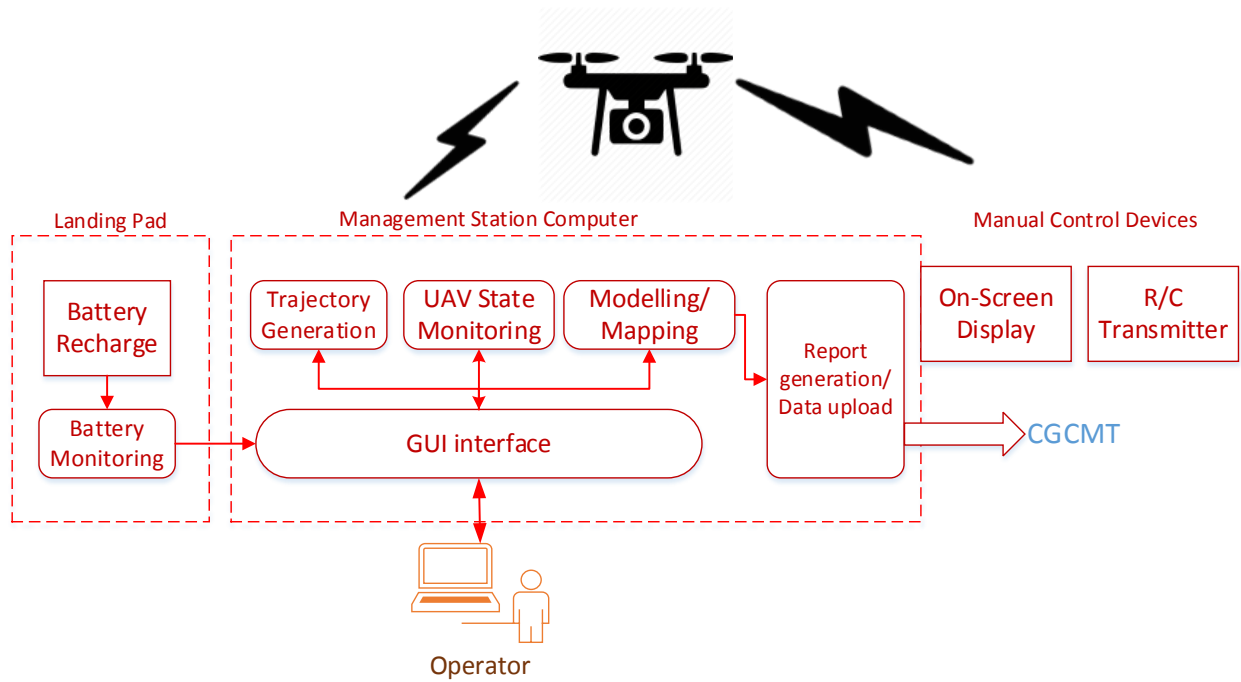 Landing Pad
Management Station Computer
Manual Control Devices
Battery
Recharge
Battery
Monitoring
Trajectory
Generation
UAV State
Monitoring
Modelling/
Mapping
GUI interface
Report
generation/
Data upload
On-Screen
Display
R/C
Transmitter
CGCMT
Operator